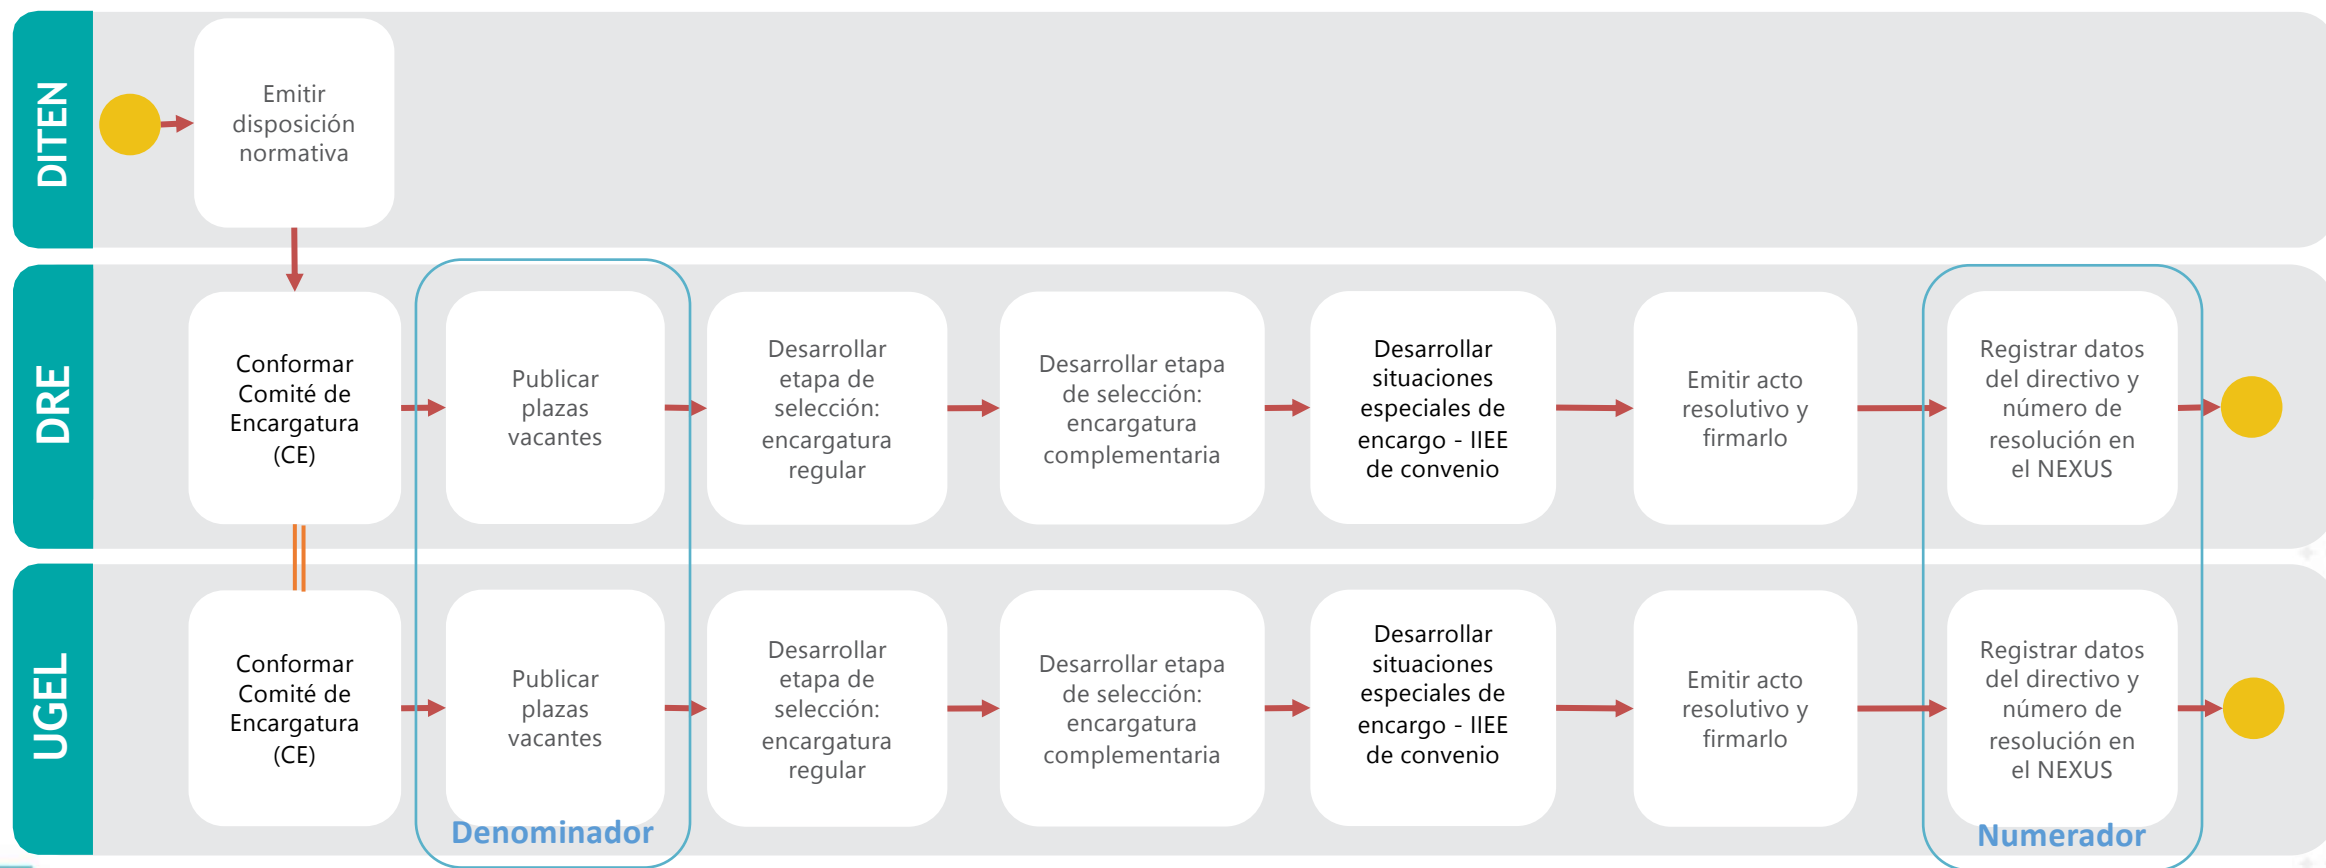 DITEN
Emitir
disposición
normativa
DRE
Conformar
Comité de
Encargatura
(CE)
Publicar
plazas
vacantes
Desarrollar
etapa de
selección:
encargatura
regular
Desarrollar etapa
de selección:
encargatura
complementaria
Desarrollar
situaciones
especiales de
encargo - IIEE
de convenio
Emitir acto
resolutivo y
firmarlo
Registrar datos
del directivo y
número de
resolución en
el NEXUS
UGEL
Conformar
Comité de
Encargatura
(CE)
Publicar
plazas
vacantes
Desarrollar
etapa de
selección:
encargatura
regular
Desarrollar etapa
de selección:
encargatura
complementaria
Desarrollar
situaciones
especiales de
encargo - IIEE
de convenio
Emitir acto
resolutivo y
firmarlo
Registrar datos
del directivo y
número de
resolución en
el NEXUS
Denominador
Numerador